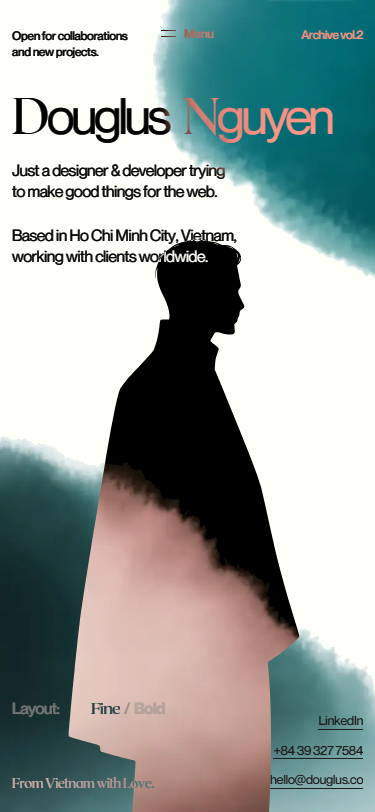 Open for collaborations
and new projects.
Menu
Archive vol.2
Douglus Nguyen
Just a designer & developer trying
to make good things for the web.
Based in Ho Chi Minh City, Vietnam,
working with clients worldwide.
Layout: Fine / Bold
LinkedIn
+84 39 327 7584
From Vietnam with Love.
hello@douglus.co